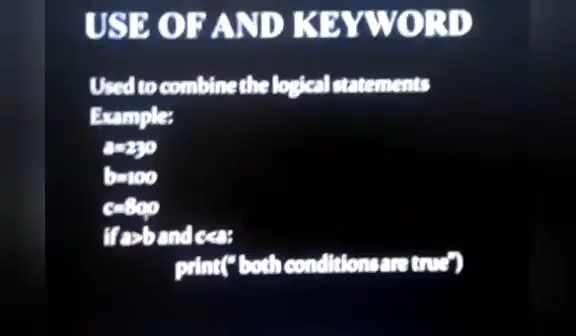 USE OF AND KEYWORD
Used to combine the logical statements
Example:
a=230
b=100
c=800
if a>b and c<a:
print(" both conditions are true")